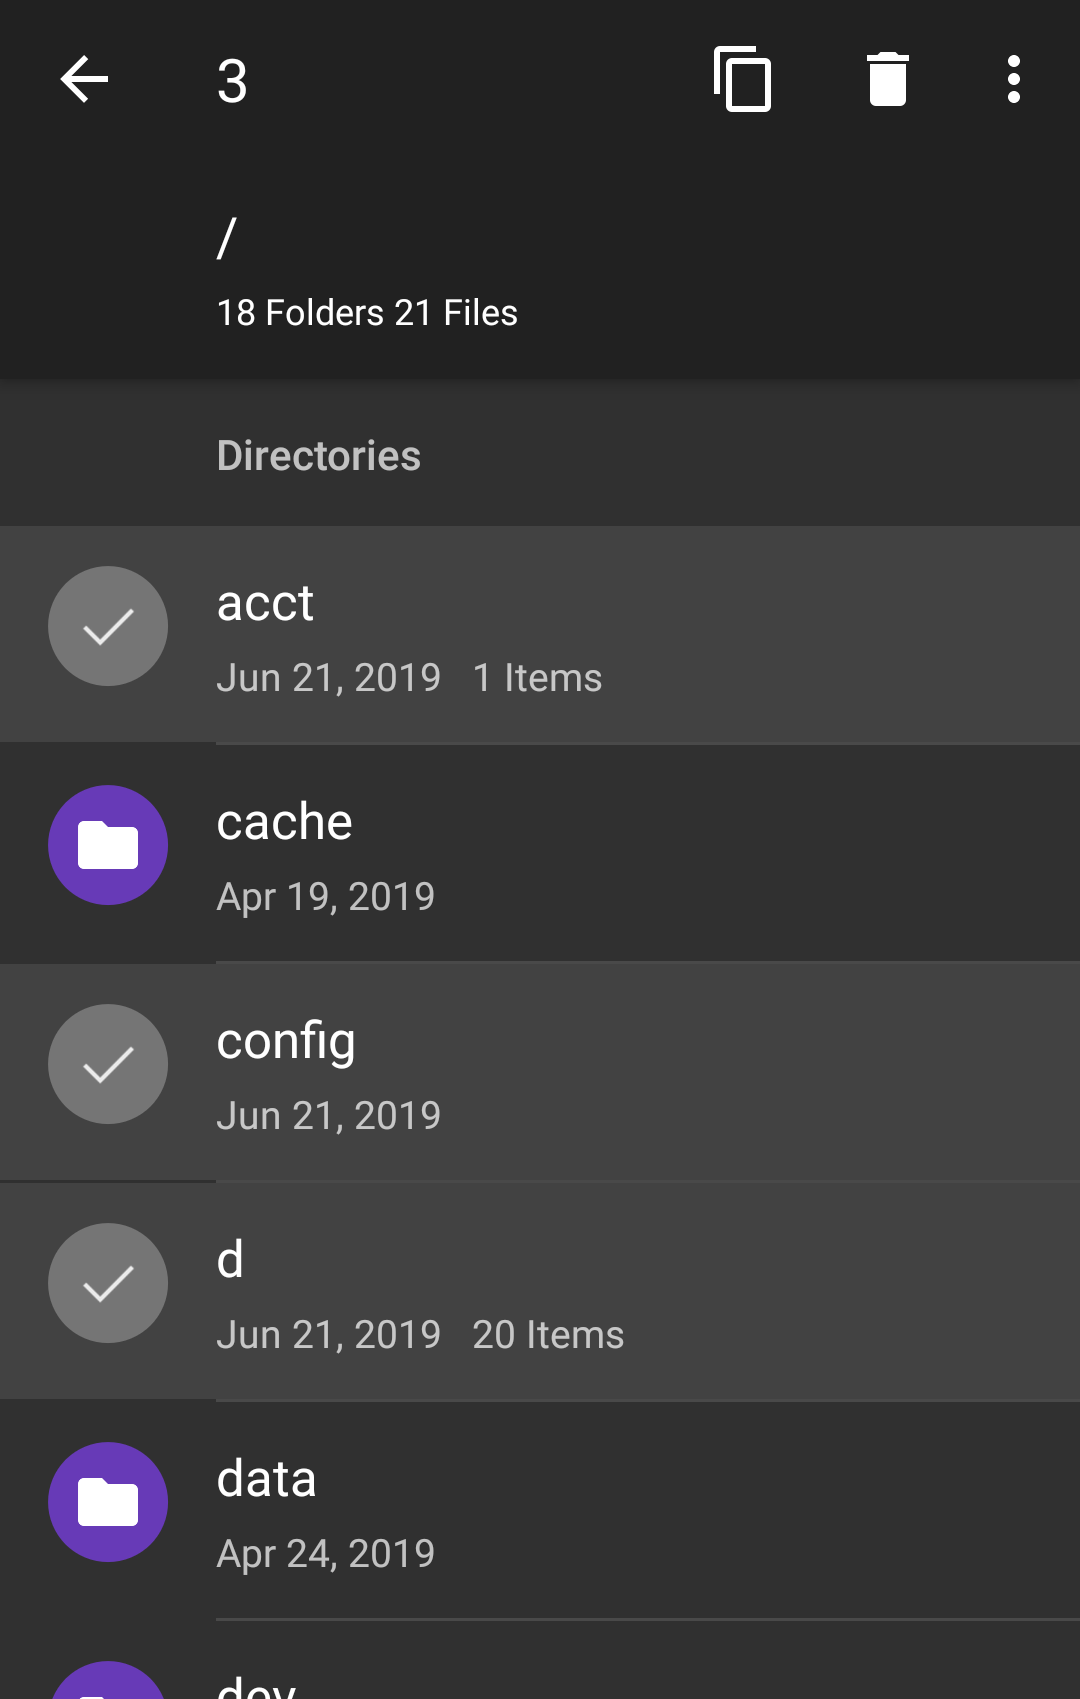 3
/
18 Folders 21 Files
Directories
acct
Jun 21, 2019 1 Items
cache
Apr 19, 2019
config
Jun 21, 2019
d
Jun 21, 2019 20 Items
data
Apr 24, 2019
dev